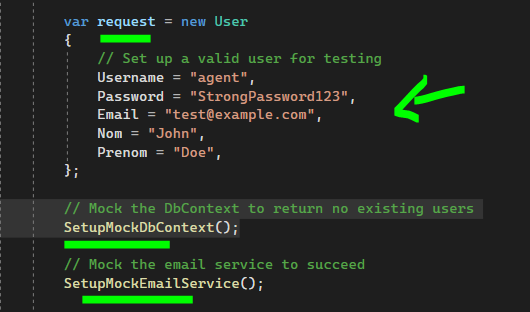 var request = new User
{
// Set up a valid user for testing
Username = "agent",
Password = "StrongPassword123",
Email = "test@example.com",
Nom = "John",
Prenom = "Doe",
};
// Mock the DbContext to return no existing users
SetupMockDbContext();
// Mock the email service to succeed
SetupMockEmailService();